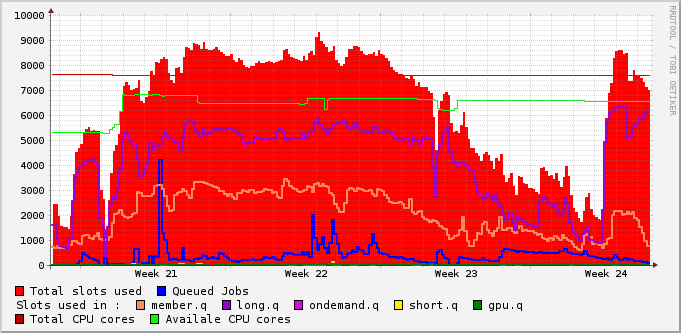 10000
9000
8000
7000
6000
5000
4000
3000
2000
1000
0
Week 21 Week 22 Week 23 Week 24
Total slots used Queued Jobs
Slots used in : member.q long.q ondemand.q short.q gpu.q
Total CPU cores Availale CPU cores
RRDTOOL / TOBI OETIKER